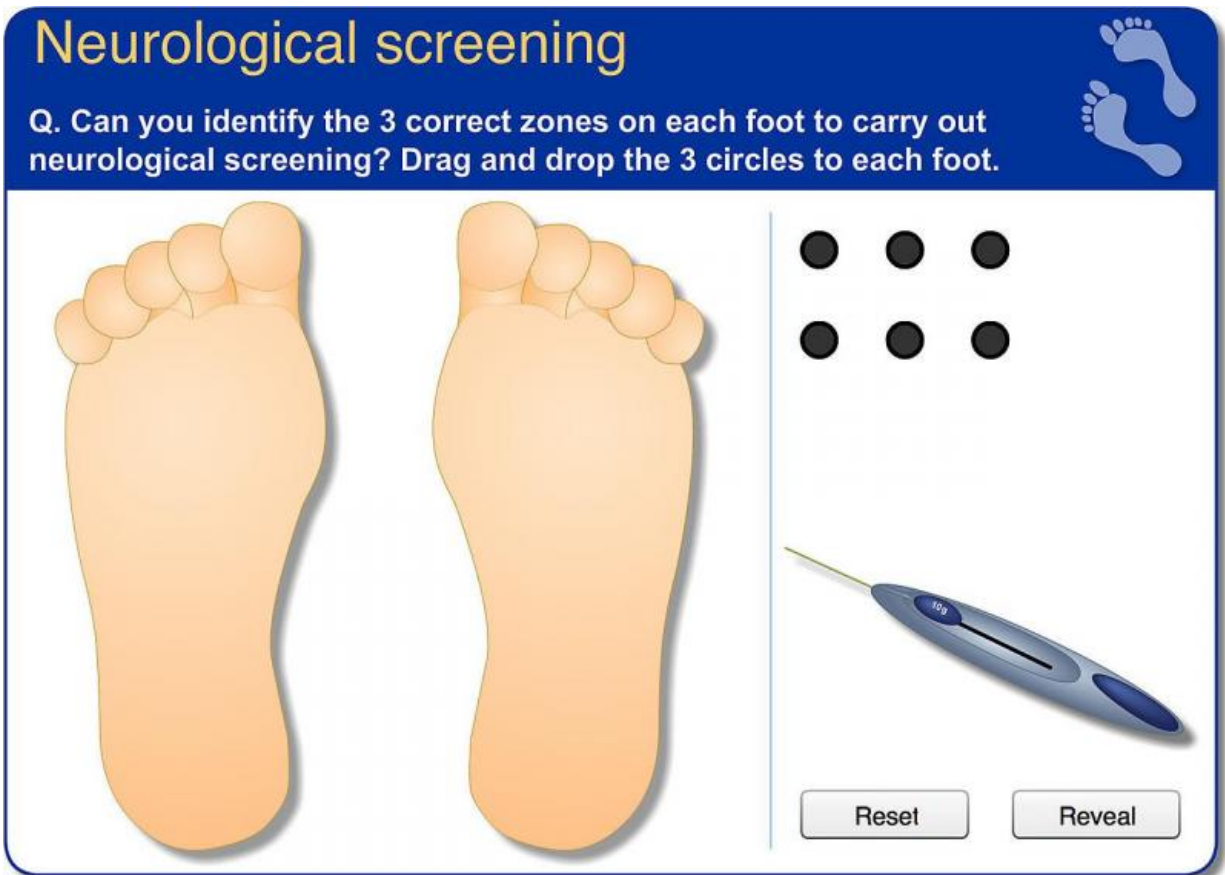 Neurological screening
Q. Can you identify the 3 correct zones on each foot to carry out
neurological screening? Drag and drop the 3 circles to each foot.
10g
Reset
Reveal